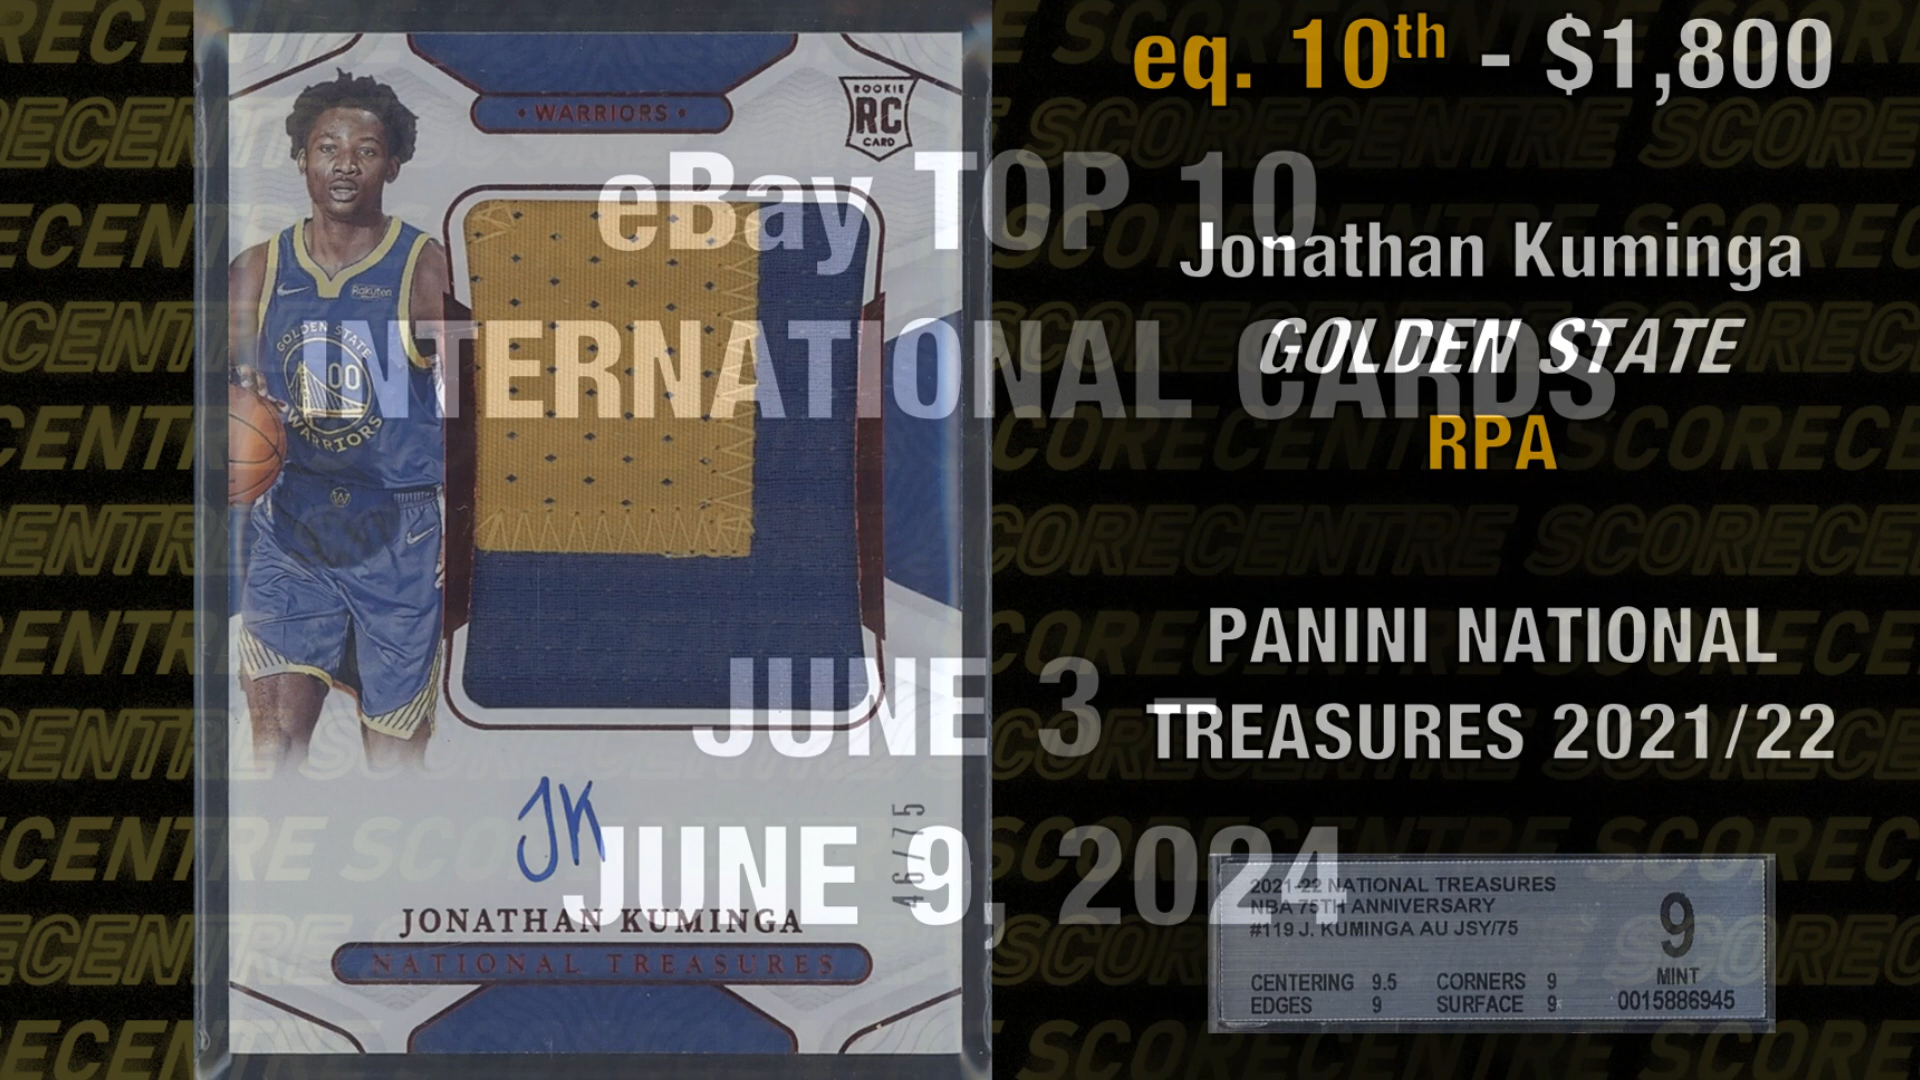 eq. 10th - $1,800
eBay TOP 10
INTERNATIONAL CARDS
JUNE 3 -
JUNE 9, 2024
Jonathan Kuminga
GOLDEN STATE
RPA
PANINI NATIONAL
TREASURES 2021/22
• WARRIORS •
ROOKIE
RC
CARD
Rakuten
GOLDEN STATE
00
WARRIORS
JK
46/75
JONATHAN KUMINGA
NATIONAL TREASURES
2021-22 NATIONAL TREASURES
NBA 75TH ANNIVERSARY
#119 J. KUMINGA AU JSY/75
9
MINT
CENTERING 9.5 CORNERS 9
EDGES 9 SURFACE 9
0015886945
SCORECENTRE SCORECENTRE